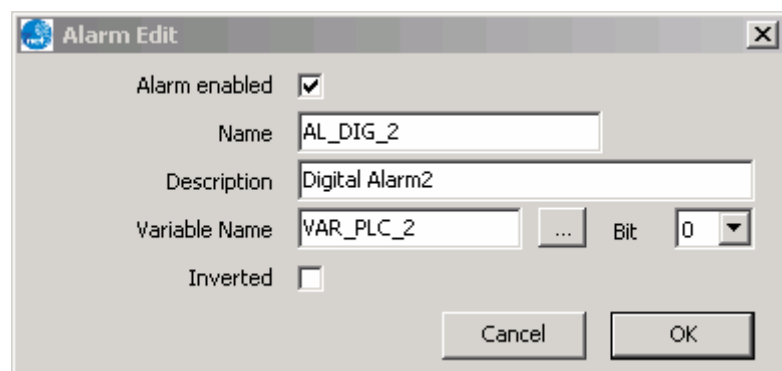 Alarm Edit
Alarm enabled
Name AL_DIG_2
Description Digital Alarm2
Variable Name VAR_PLC_2 ... Bit 0
Inverted
Cancel OK